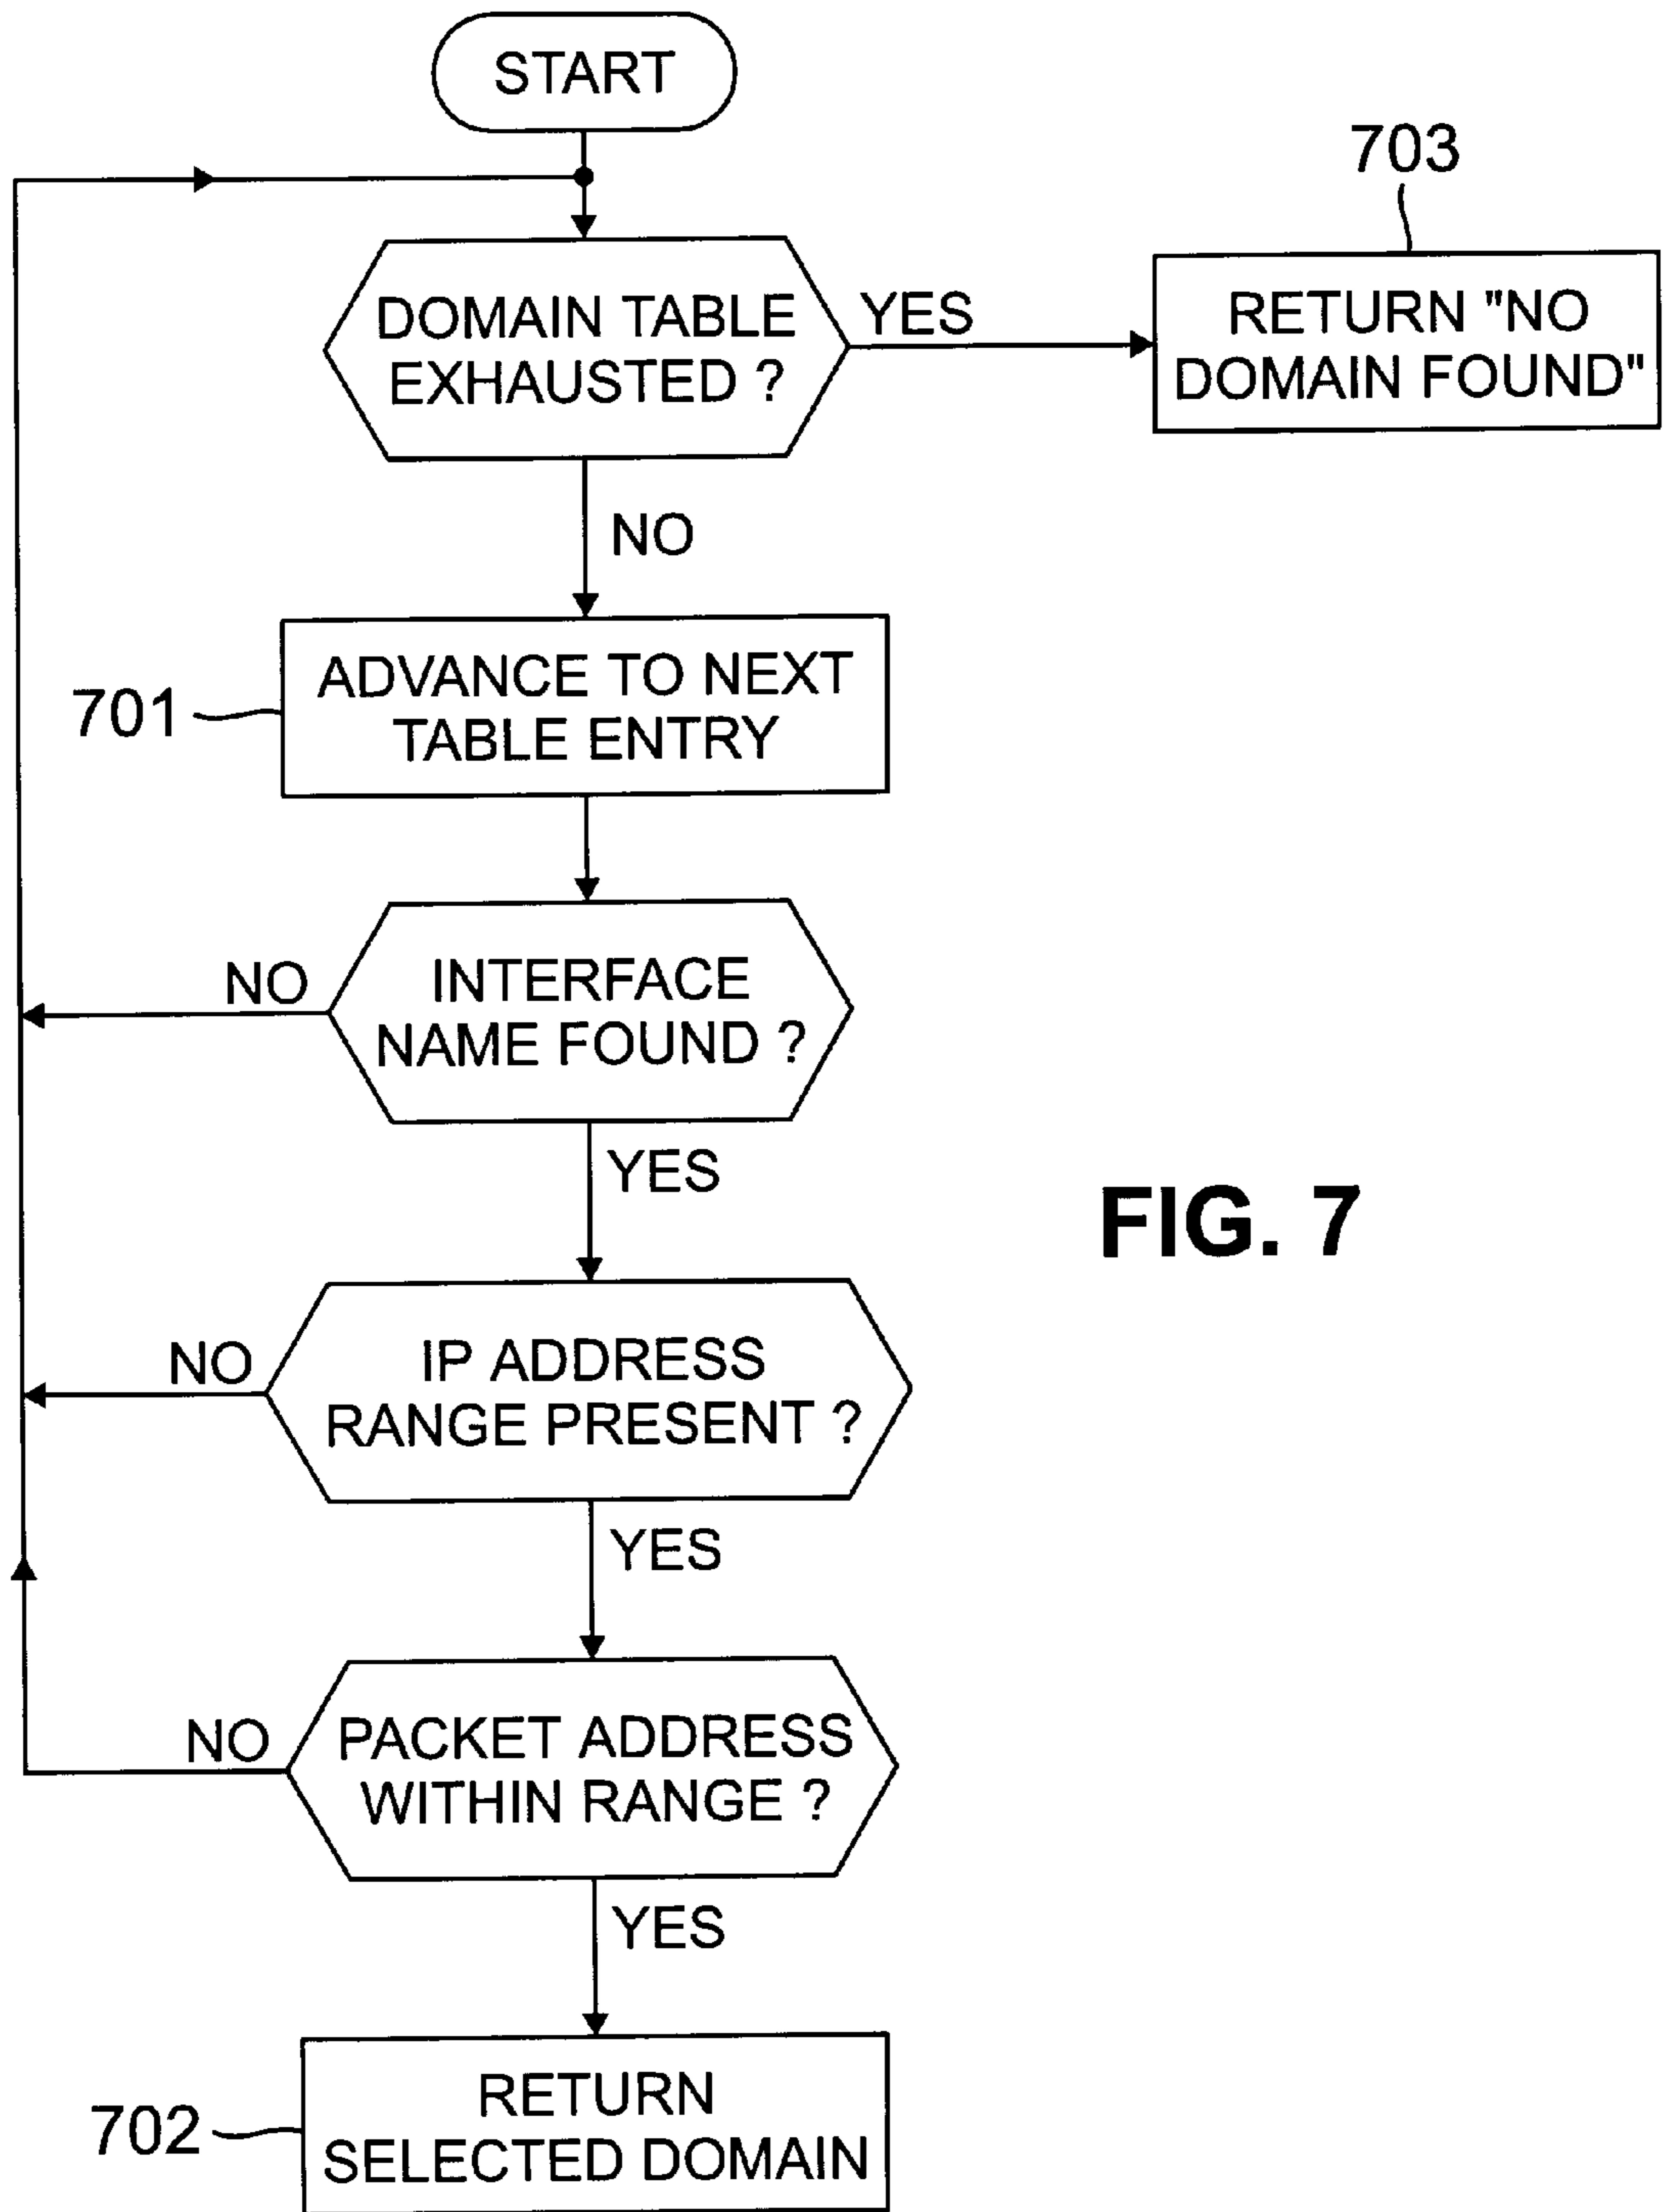 START
703
DOMAIN TABLE
EXHAUSTED ?
YES
RETURN "NO
DOMAIN FOUND"
NO
701
ADVANCE TO NEXT
TABLE ENTRY
NO
INTERFACE
NAME FOUND ?
YES
FIG. 7
NO
IP ADDRESS
RANGE PRESENT ?
YES
NO
PACKET ADDRESS
WITHIN RANGE ?
YES
702
RETURN
SELECTED DOMAIN